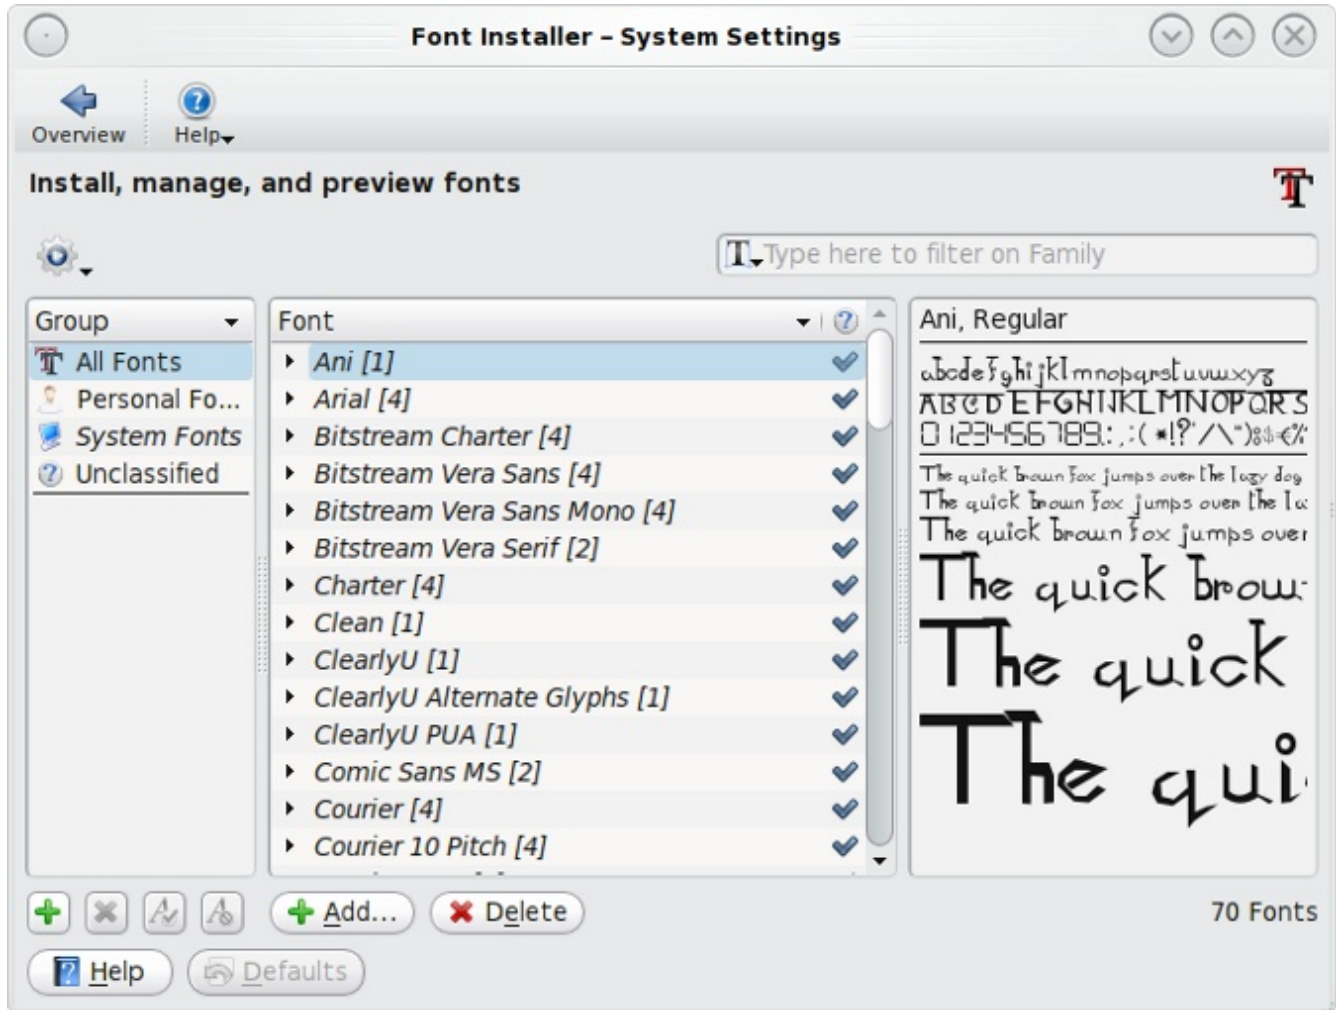 Font Installer – System Settings
Overview
Help
Install, manage, and preview fonts
Type here to filter on Family
Group
All Fonts
Personal Fo...
System Fonts
Unclassified
Font
Ani [1]
Arial [4]
Bitstream Charter [4]
Bitstream Vera Sans [4]
Bitstream Vera Sans Mono [4]
Bitstream Vera Serif [2]
Charter [4]
Clean [1]
ClearlyU [1]
ClearlyU Alternate Glyphs [1]
ClearlyU PUA [1]
Comic Sans MS [2]
Courier [4]
Courier 10 Pitch [4]
Ani, Regular
abcdefghijklmnopqrstuvwxyz
ABCDEFGHIJKLMNOPQRS
0123456789.:,;(*!?'/\")
The quick brown fox jumps over the lazy dog
The quick brown fox jumps over the la
The quick brown fox jumps over
The quick brow
The quick
The qui
Add...
Delete
70 Fonts
Help
Defaults